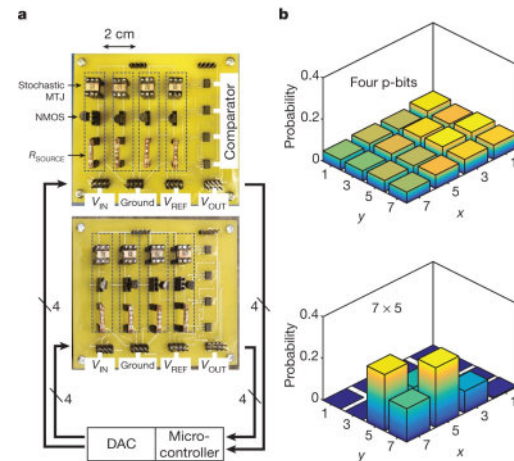 a
2 cm
Stochastic
MTJ
NMOS
R_SOURCE
Comparator
V_IN Ground V_REF V_OUT
4
4
V_IN Ground V_REF V_OUT
4
4
DAC
Micro-
controller
b
Four p-bits
Probability
0.4
0.2
0
1 3 5 7
y
7 5 3 1
x
7 × 5
Probability
0.4
0.2
0
1 3 5 7
y
7 5 3 1
x